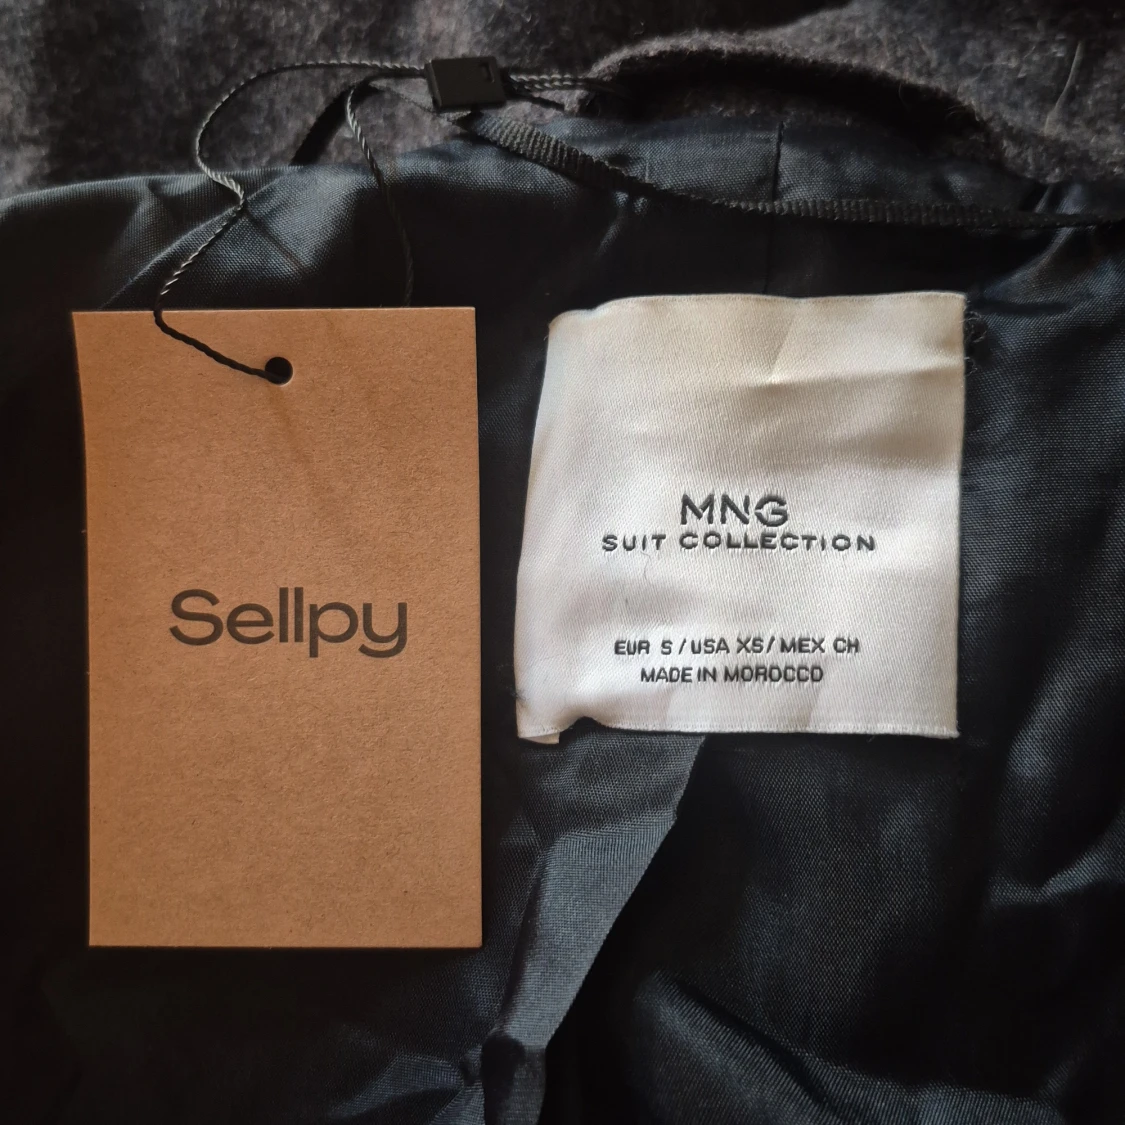 Sellpy
MNG
SUIT COLLECTION
EUR S / USA XS / MEX CH
MADE IN MOROCCO